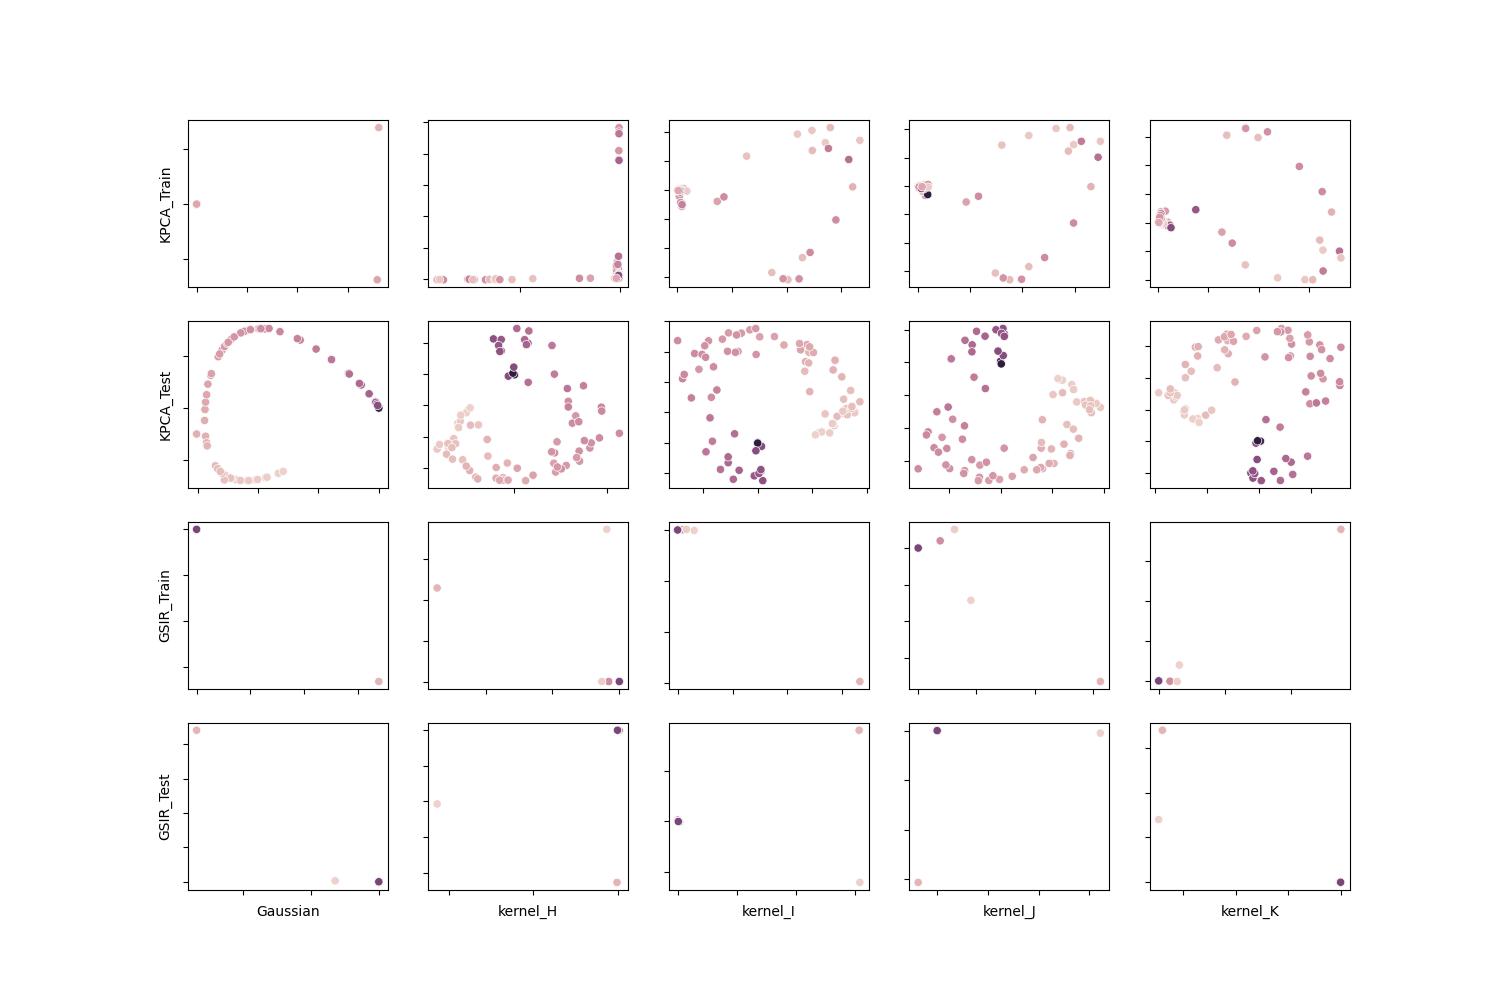 KPCA_Train
KPCA_Test
GSIR_Train
GSIR_Test
Gaussian
kernel_H
kernel_I
kernel_J
kernel_K